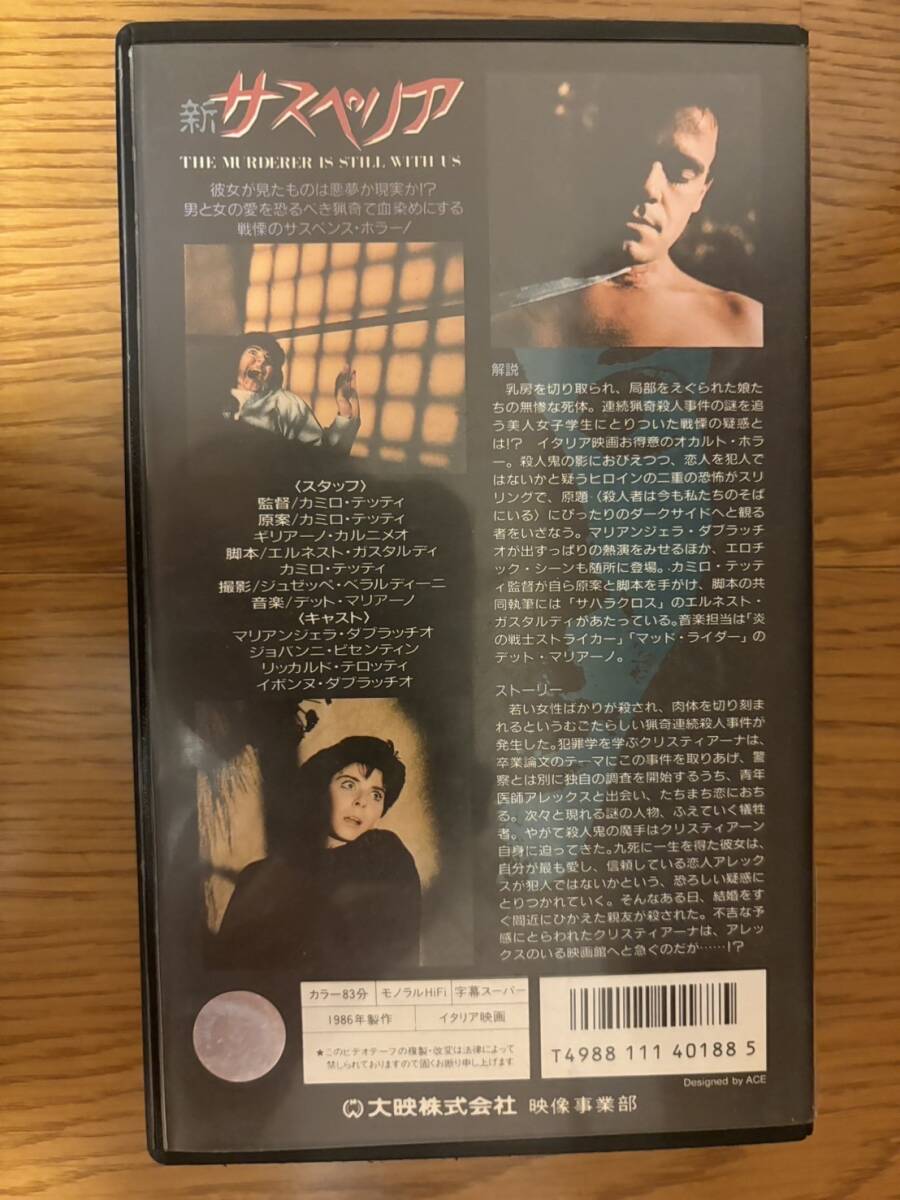 新サスペリア
THE MURDERER IS STILL WITH US
彼女が見たものは悪夢か現実か!?
男と女の愛を恐るべき猟奇で血染めにする
戦慄のサスペンス・ホラー!
〈スタッフ〉
監督/カミロ・テッティ
原案/カミロ・テッティ
ギリアーノ・カルニメオ
脚本/エルネスト・ガスタルディ
カミロ・テッティ
撮影/ジュゼッペ・ベラルディーニ
音楽/デット・マリアーノ
〈キャスト〉
マリアンジェラ・ダブラッチオ
ジョバンニ・ビセンティン
リッカルド・テロッティ
イボンヌ・ダブラッチオ
解説
乳房を切り取られ、局部をえぐられた娘た
ちの無惨な死体。連続猟奇殺人事件の謎を追
う美人女子学生にとりついた戦慄の疑惑と
は!? イタリア映画お得意のオカルト・ホラ
ー。殺人鬼の影におびえつつ、恋人を犯人で
はないかと疑うヒロインの二重の恐怖がス
リングで、原題〈殺人者は今も私たちのそば
にいる〉にぴったりのダークサイドへと観る
者をいざなう。マリアンジェラ・ダブラッチ
オが出ずっぱりの熱演をみせるほか、エロチ
ック・シーンも随所に登場。カミロ・テッテ
ィ監督が自ら原案と脚本を手がけ、脚本の共
同執筆には「サハラクロス」のエルネスト・
ガスタルディがあたっている。音楽担当は「炎
の戦士ストライカー」「マッド・ライダー」の
デット・マリアーノ。
ストーリー
若い女性ばかりが殺され、肉体を切り刻ま
れるというむごたらしい猟奇連続殺人事件が
発生した。犯罪学を学ぶクリスティアーナは、
卒業論文のテーマにこの事件を取りあげ、警
察とは別に独自の調査を開始するうち、青年
医師アレックスと出会い、たちまち恋におち
る。次々と現れる謎の人物、ふえていく犠牲
者。やがて殺人鬼の魔手はクリスティアーン
自身に迫ってきた。九死に一生を得た彼女は、
自分が最も愛し、信頼している恋人アレック
スが犯人ではないかという、恐ろしい疑惑に
とりつかれていく。そんなある日、結婚をす
ぐ間近にひかえた親友が殺された。不吉な予
感にとらわれたクリスティアーナは、アレッ
クスのいる映画館へと急ぐのだが……!?
カラー83分 モノラルHiFi 字幕スーパー
1986年製作 イタリア映画
★このビデオテープの複製・改変は法律によって
禁じられておりますので固くお断り申し上げます
T4988 111 40188 5
Designed by ACE
大映株式会社 映像事業部